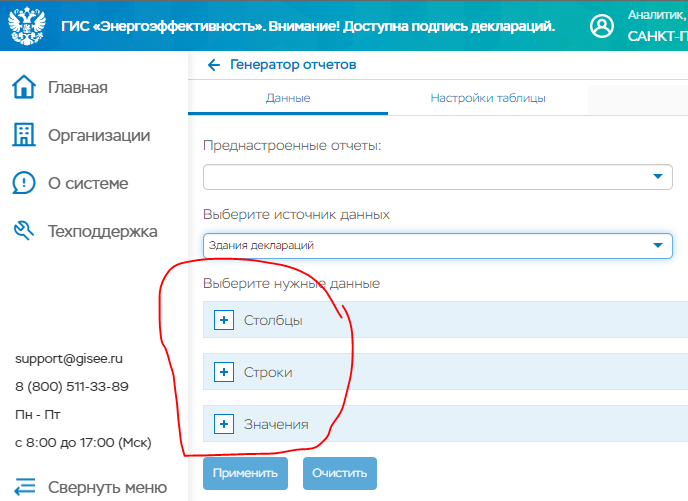 ГИС «Энергоэффективность». Внимание! Доступна подпись деклараций.
Аналитик,
САНКТ-П
Главная
Организации
О системе
Техподдержка
support@gisee.ru
8 (800) 511-33-89
Пн - Пт
с 8:00 до 17:00 (Мск)
Свернуть меню
Генератор отчетов
Данные
Настройки таблицы
Преднастроенные отчеты:
Выберите источник данных
Здания деклараций
Выберите нужные данные
Столбцы
Строки
Значения
Применить
Очистить